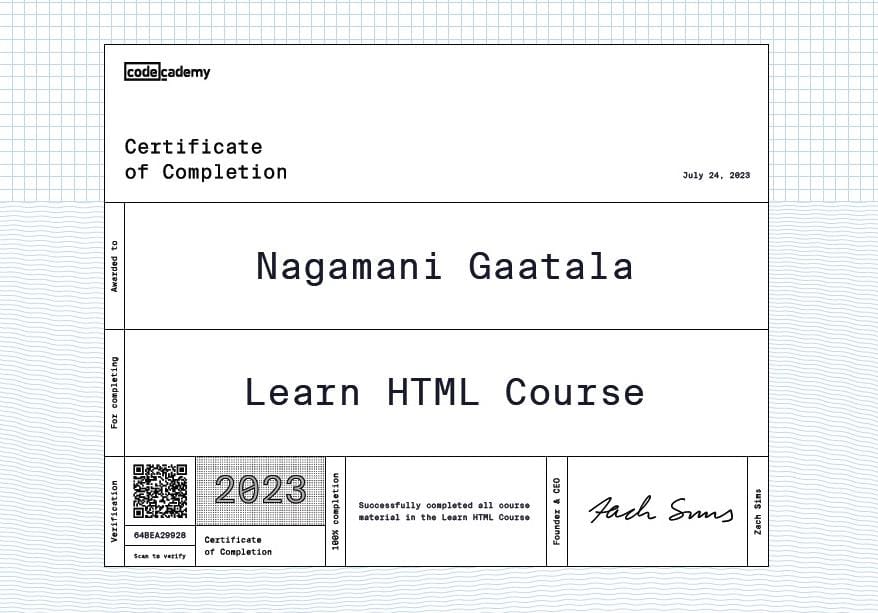 codecademy
Certificate
of Completion
July 24, 2023
Awarded to
Nagamani Gaatala
For completing
Learn HTML Course
Verification
64BEA29928
Scan to verify
2023
Certificate
of Completion
100% completion
Successfully completed all course
material in the Learn HTML Course
Founder & CEO
Zach Sims
Zach Sims